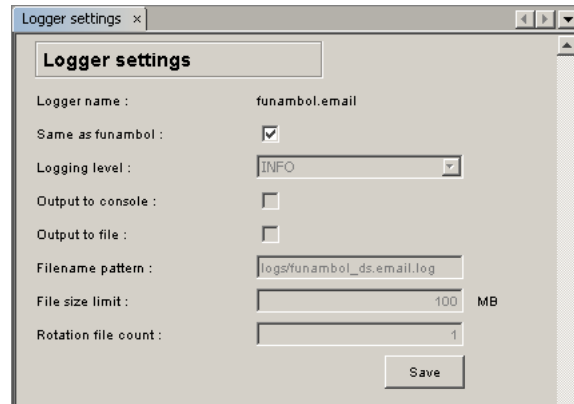 Logger settings ×
Logger settings
Logger name : funambol.email
Same as funambol :
Logging level : INFO
Output to console :
Output to file :
Filename pattern : logs/funambol_ds.email.log
File size limit : 100 MB
Rotation file count : 1
Save